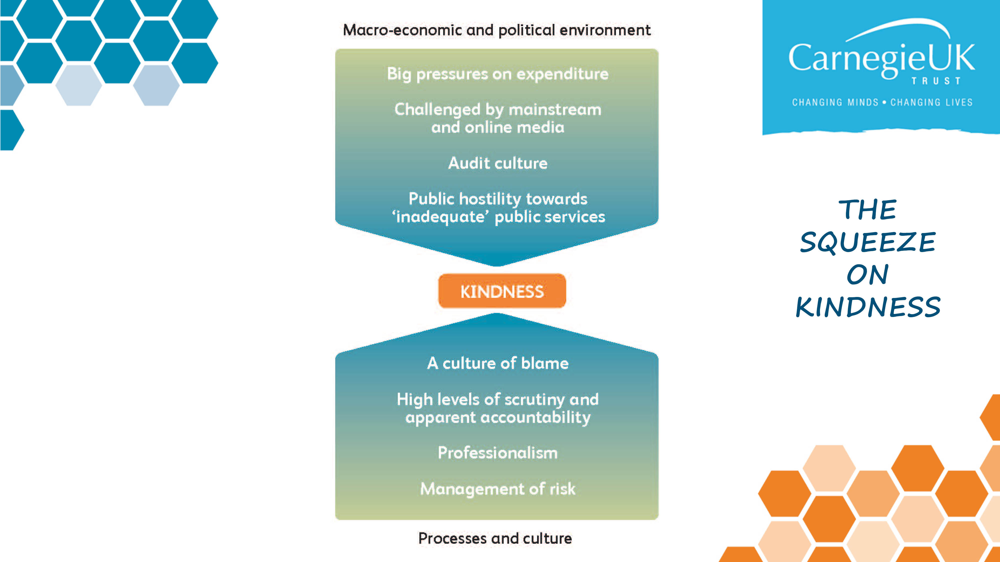 Macro-economic and political environment
Big pressures on expenditure
Challenged by mainstream
and online media
Audit culture
Public hostility towards
‘inadequate’ public services
KINDNESS
A culture of blame
High levels of scrutiny and
apparent accountability
Professionalism
Management of risk
Processes and culture
CarnegieUK
TRUST
CHANGING MINDS • CHANGING LIVES
THE
SQUEEZE
ON
KINDNESS